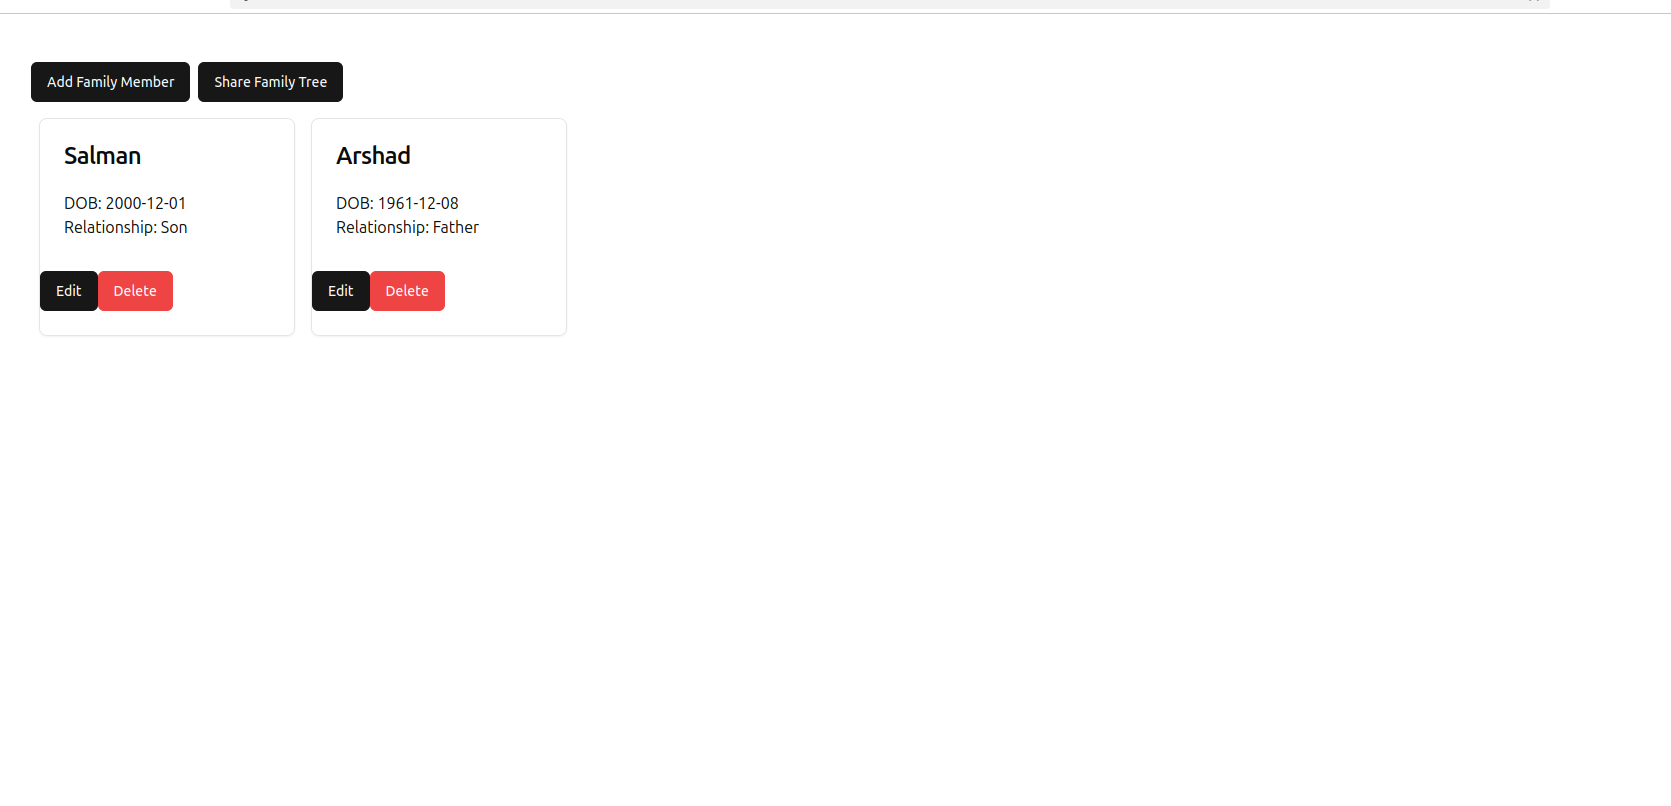 Add Family Member Share Family Tree
Salman
DOB: 2000-12-01
Relationship: Son
Edit Delete
Arshad
DOB: 1961-12-08
Relationship: Father
Edit Delete